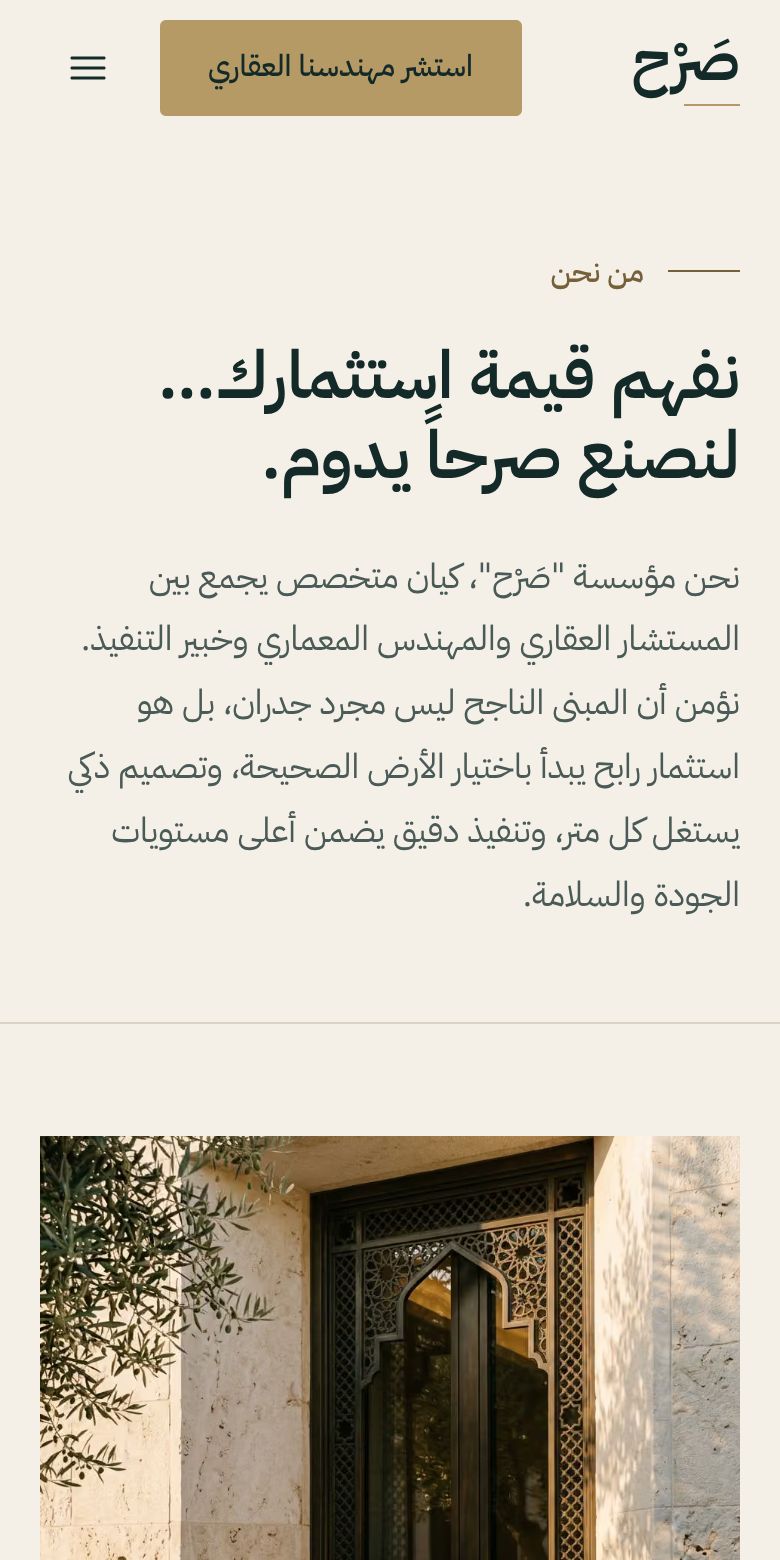 صَرْح
استشر مهندسنا العقاري
من نحن
نفهم قيمة استثمارك...
لنصنع صرحاً يدوم.
نحن مؤسسة "صَرْح"، كيان متخصص يجمع بين
المستشار العقاري والمهندس المعماري وخبير التنفيذ.
نؤمن أن المبنى الناجح ليس مجرد جدران، بل هو
استثمار رابح يبدأ باختيار الأرض الصحيحة، وتصميم ذكي
يستغل كل متر، وتنفيذ دقيق يضمن أعلى مستويات
الجودة والسلامة.